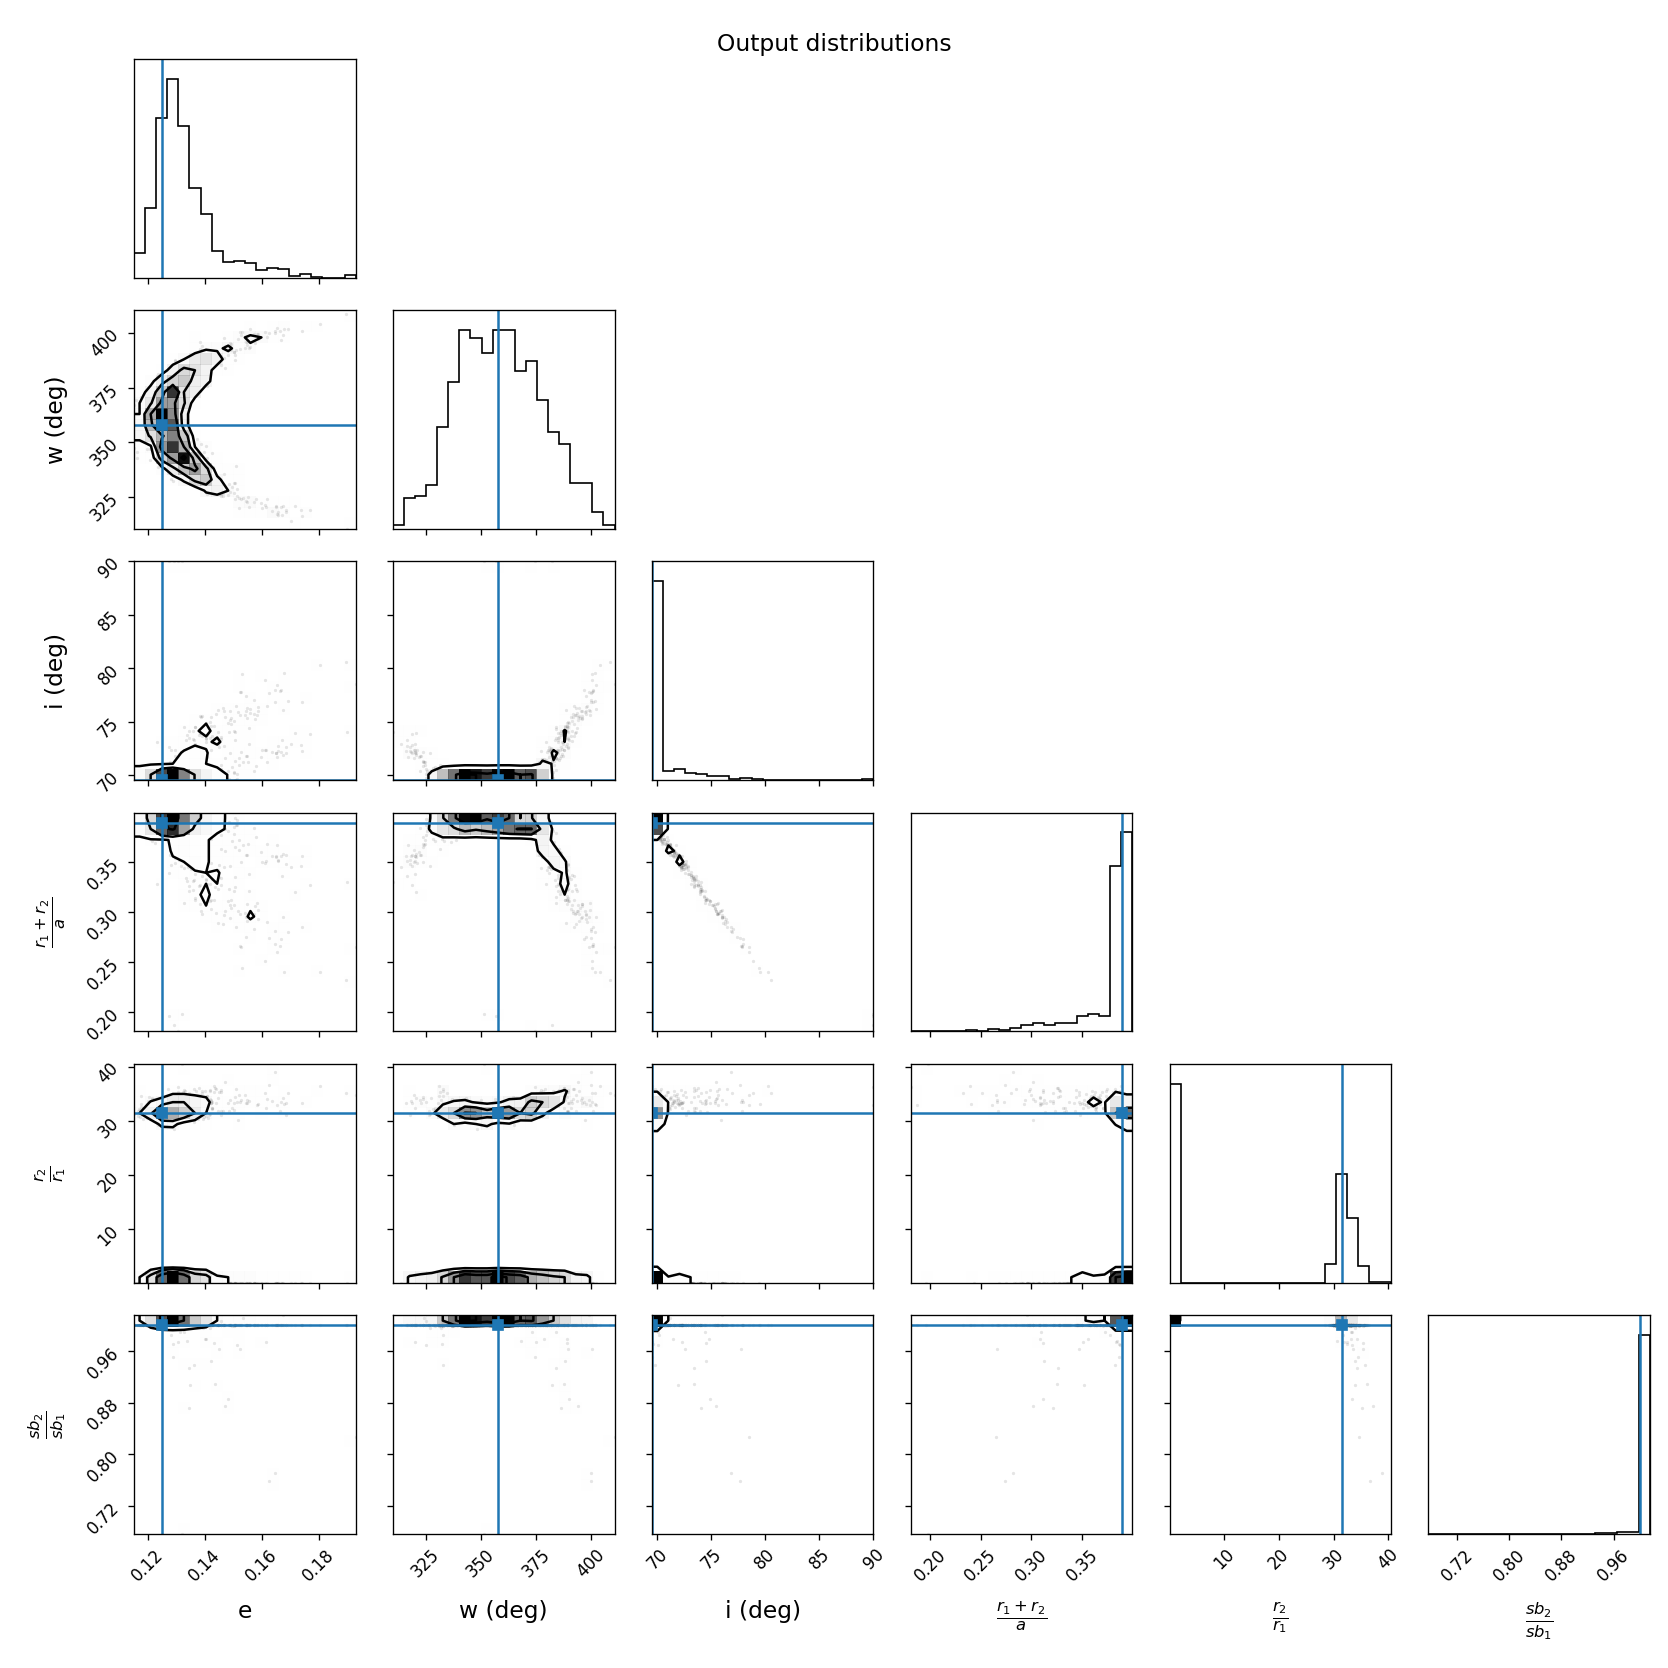 Output distributions
400
375
350
325
w (deg)
90
85
80
75
70
i (deg)
0.35
0.30
0.25
0.20
r₁ + r₂
a
40
30
20
10
r₂
r₁
0.96
0.88
0.80
0.72
sb₂
sb₁
0.12 0.14 0.16 0.18 325 350 375 400 70 75 80 85 90 0.20 0.25 0.30 0.35 10 20 30 40 0.72 0.80 0.88 0.96
e w (deg) i (deg)
r₁ + r₂
a
r₂
r₁
sb₂
sb₁